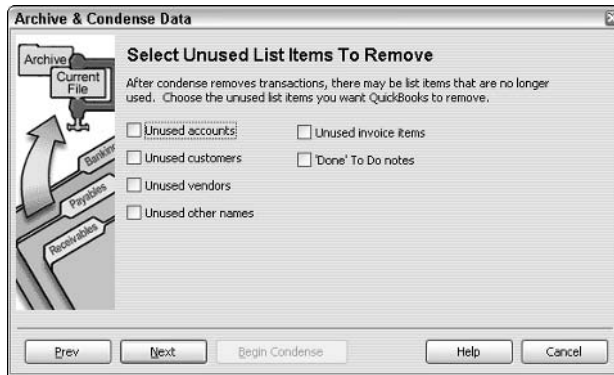 Archive & Condense Data
Archive
Current
File
Banking
Payables
Receivables
Select Unused List Items To Remove
After condense removes transactions, there may be list items that are no longer
used. Choose the unused list items you want QuickBooks to remove.
Unused accounts
Unused invoice items
Unused customers
'Done' To Do notes
Unused vendors
Unused other names
Prev
Next
Begin Condense
Help
Cancel